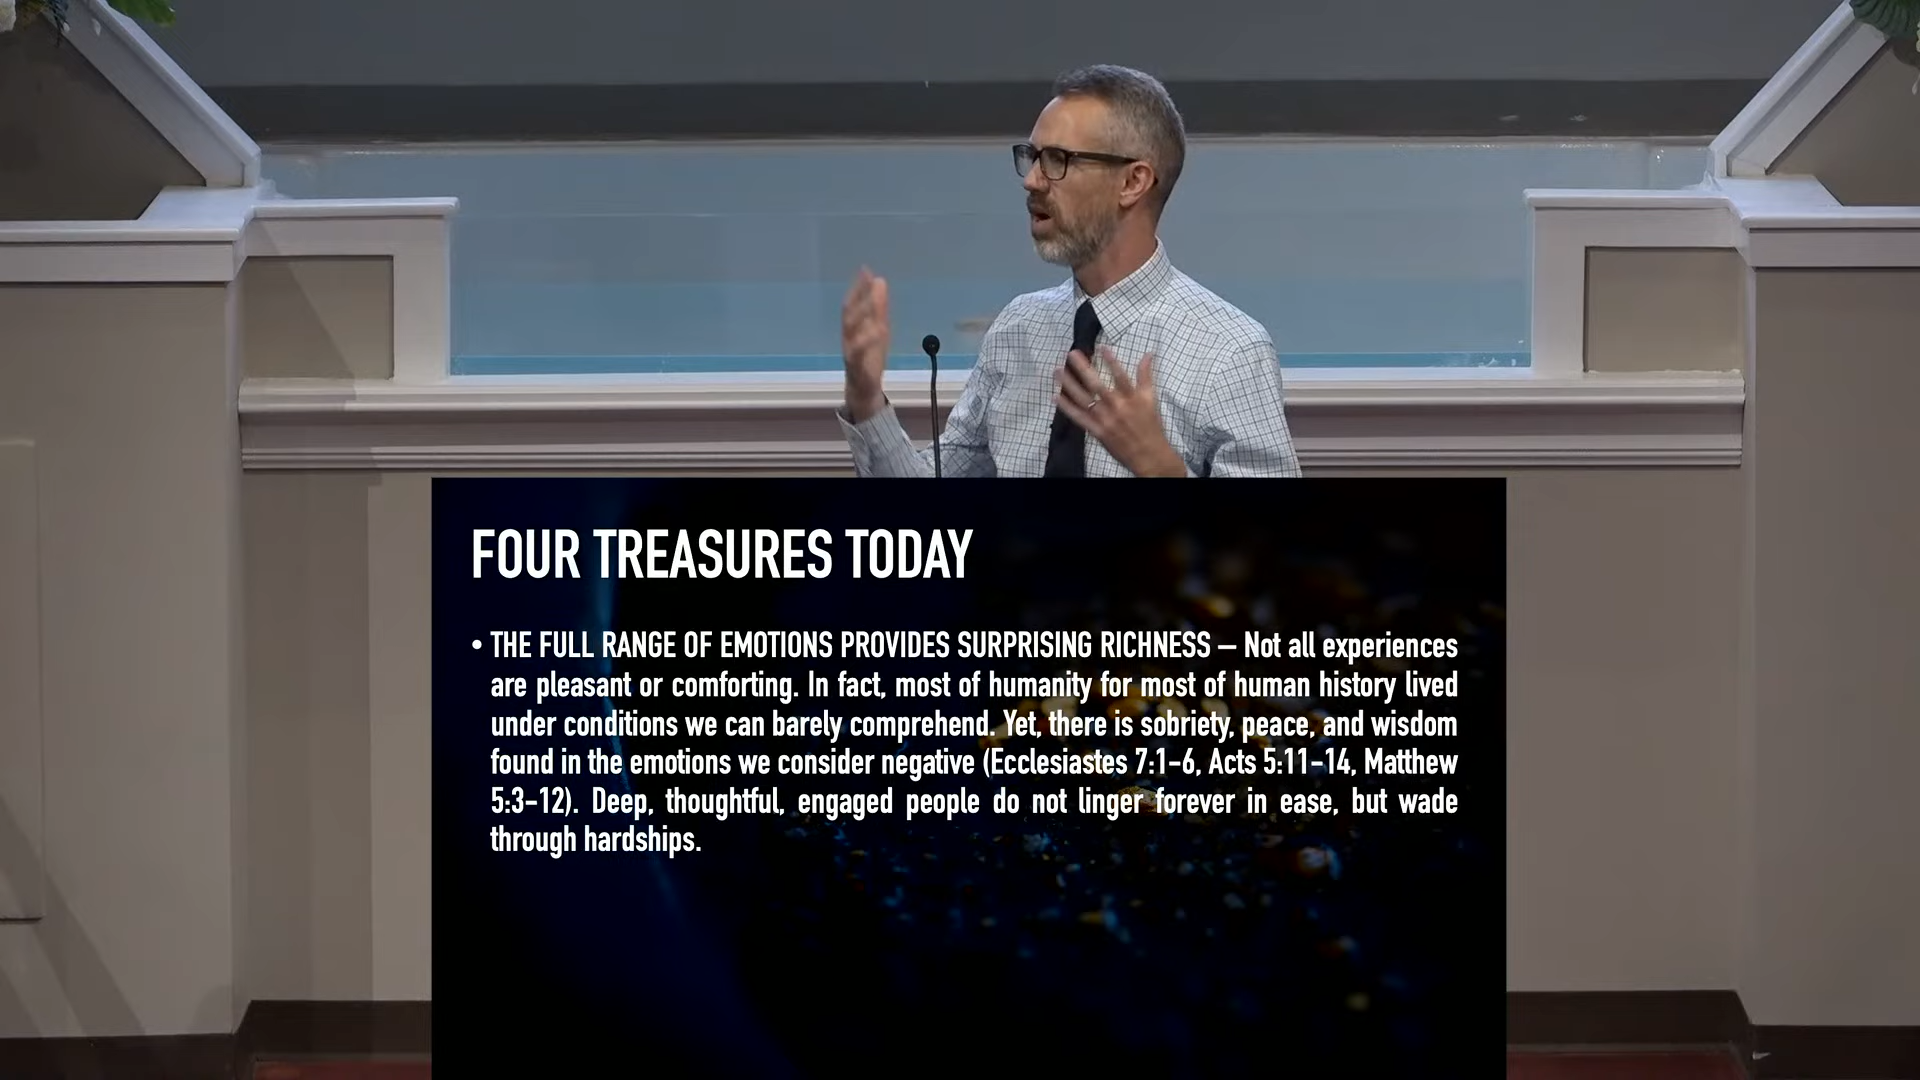 FOUR TREASURES TODAY
• THE FULL RANGE OF EMOTIONS PROVIDES SURPRISING RICHNESS – Not all experiences
are pleasant or comforting. In fact, most of humanity for most of human history lived
under conditions we can barely comprehend. Yet, there is sobriety, peace, and wisdom
found in the emotions we consider negative (Ecclesiastes 7:1-6, Acts 5:11-14, Matthew
5:3-12). Deep, thoughtful, engaged people do not linger forever in ease, but wade
through hardships.